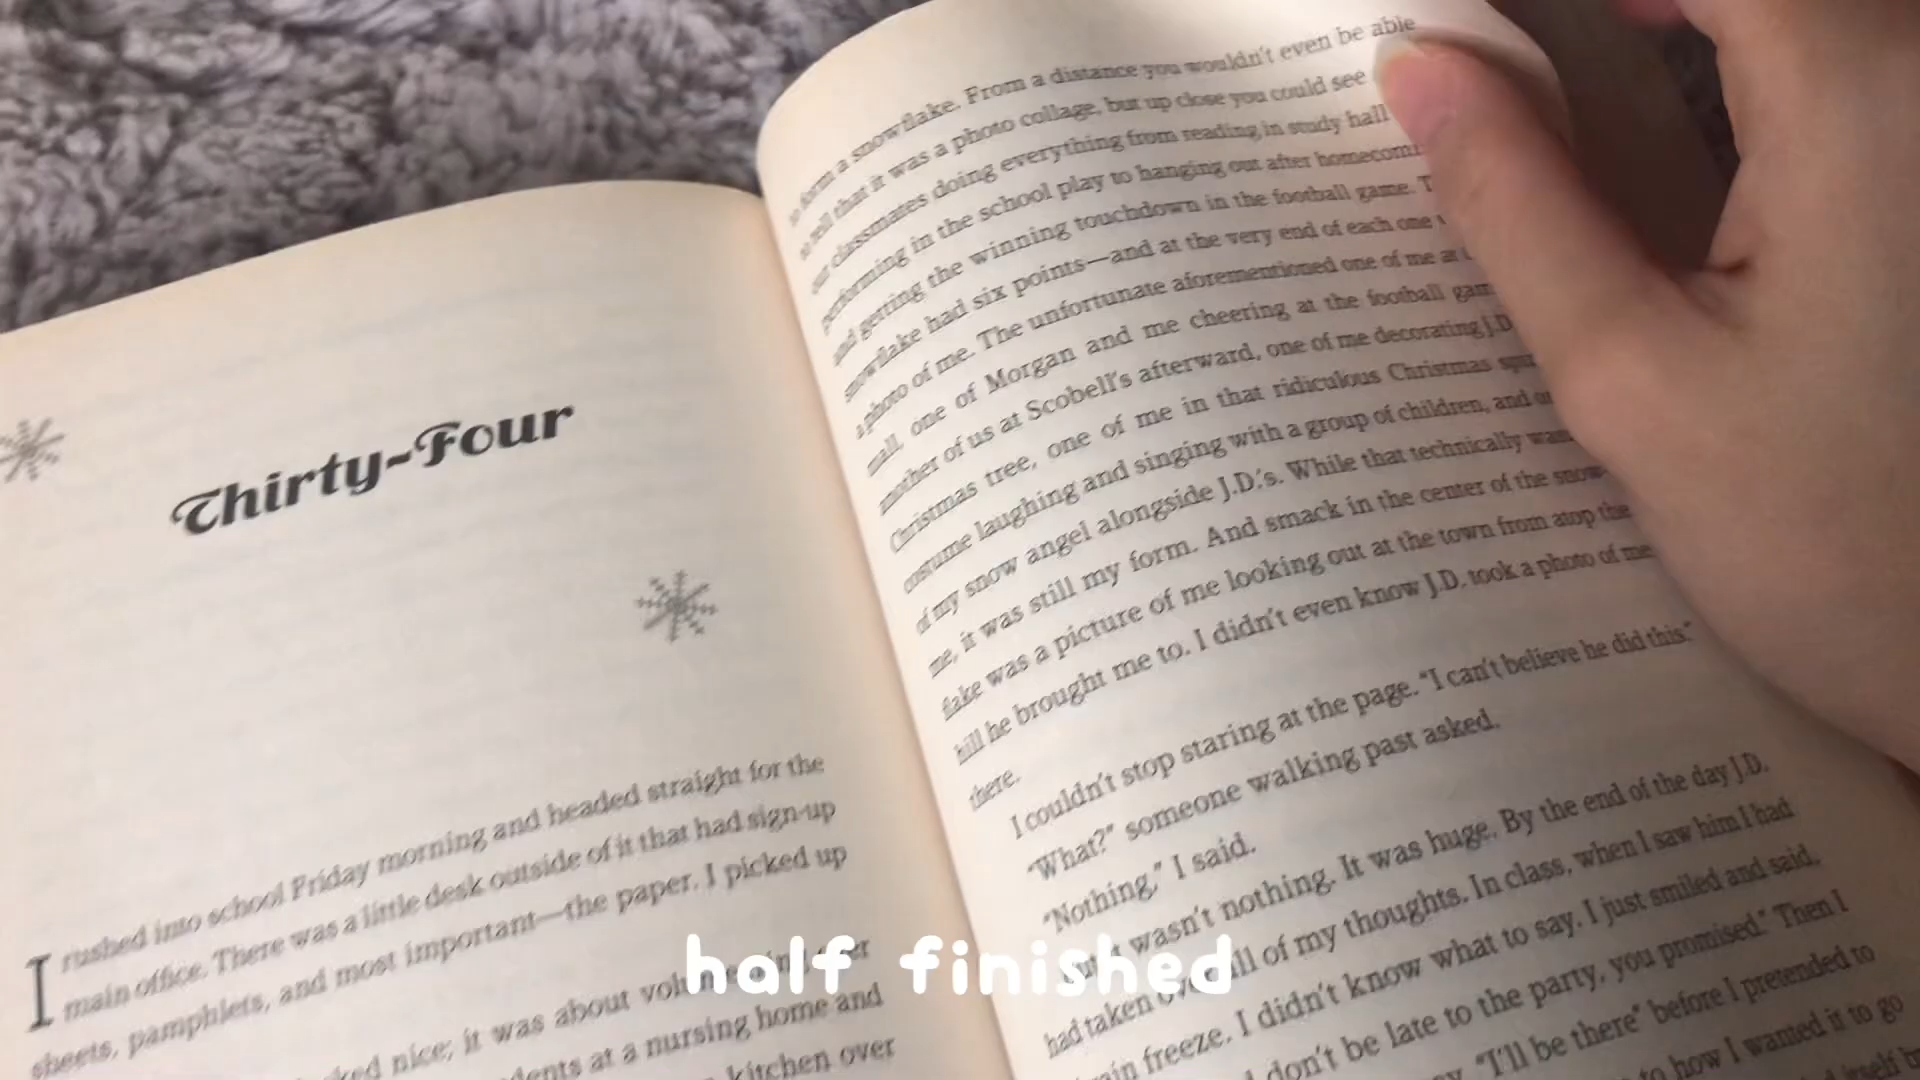 Thirty-Four
I rushed into school Friday morning and headed straight for the
main office. There was a little desk outside of it that had sign-up
sheets, pamphlets, and most important—the paper. I picked up
nice; it was about
at a nursing home and
kitchen over
to form a snowflake. From a distance you wouldn't even be able
to tell that it was a photo collage, but up close you could see
our classmates doing everything from reading in study hall
performing in the school play to hanging out after
and getting the winning touchdown in the football game.
snowflake had six points—and at the very end of each one
a photo of me. The unfortunate aforementioned one of me at
mall, one of Morgan and me cheering at the football
another of us at Scobell's afterward, one of me decorating J.D.
Christmas tree, one of me in that ridiculous Christmas
costume laughing and singing with a group of children, and
of my snow angel alongside J.D.'s. While that technically
me, it was still my form. And smack in the center of the snow-
flake was a picture of me looking out at the town from atop the
hill he brought me to. I didn't even know J.D. took a photo of me
there.
I couldn't stop staring at the page. "I can't believe he did this."
"What?" someone walking past asked.
"Nothing," I said.
wasn't nothing. It was huge. By the end of the day J.D.
had taken all of my thoughts. In class, when I saw him I had
freeze. I didn't know what to say. I just smiled and said,
don't be late to the party, you promised." Then I
"I'll be there" before I pretended to
to how I wanted it to go
half finished